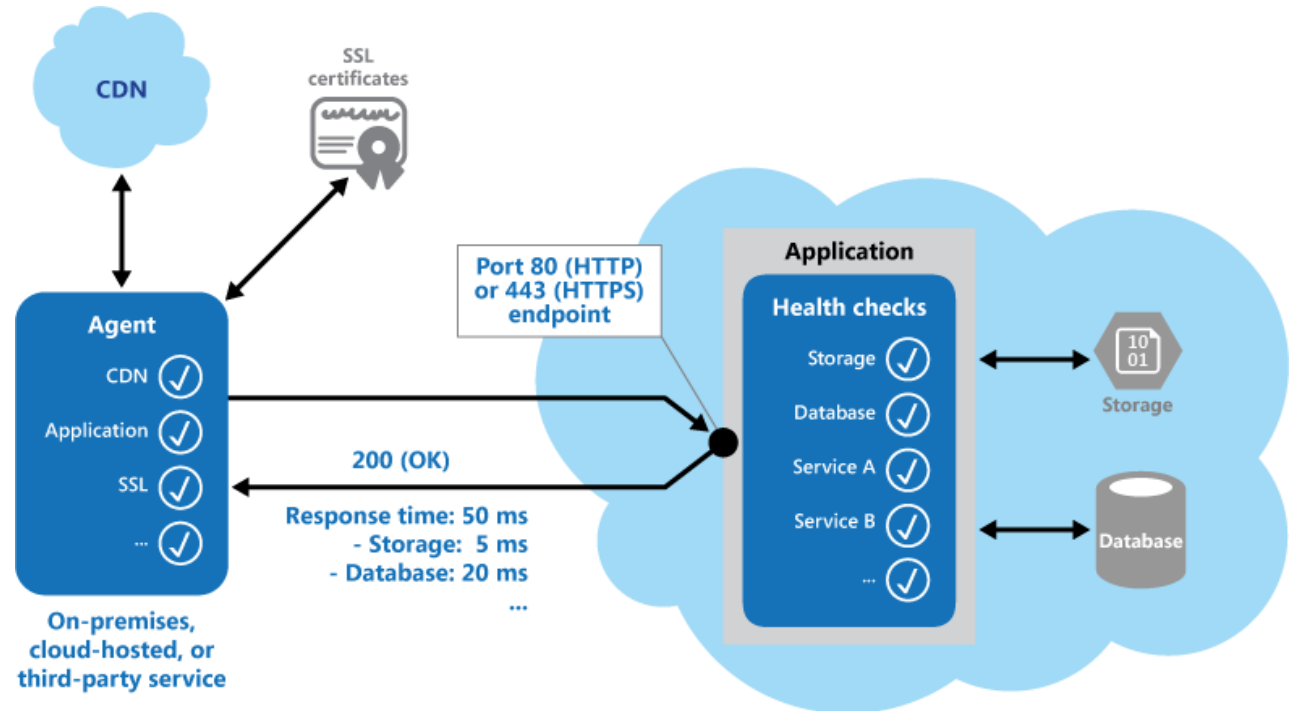 CDN
SSL
certificates
Agent
CDN
Application
SSL
...
On-premises,
cloud-hosted, or
third-party service
200 (OK)
Response time: 50 ms
- Storage: 5 ms
- Database: 20 ms
...
Port 80 (HTTP)
or 443 (HTTPS)
endpoint
Application
Health checks
Storage
Database
Service A
Service B
...
10
01
Storage
Database